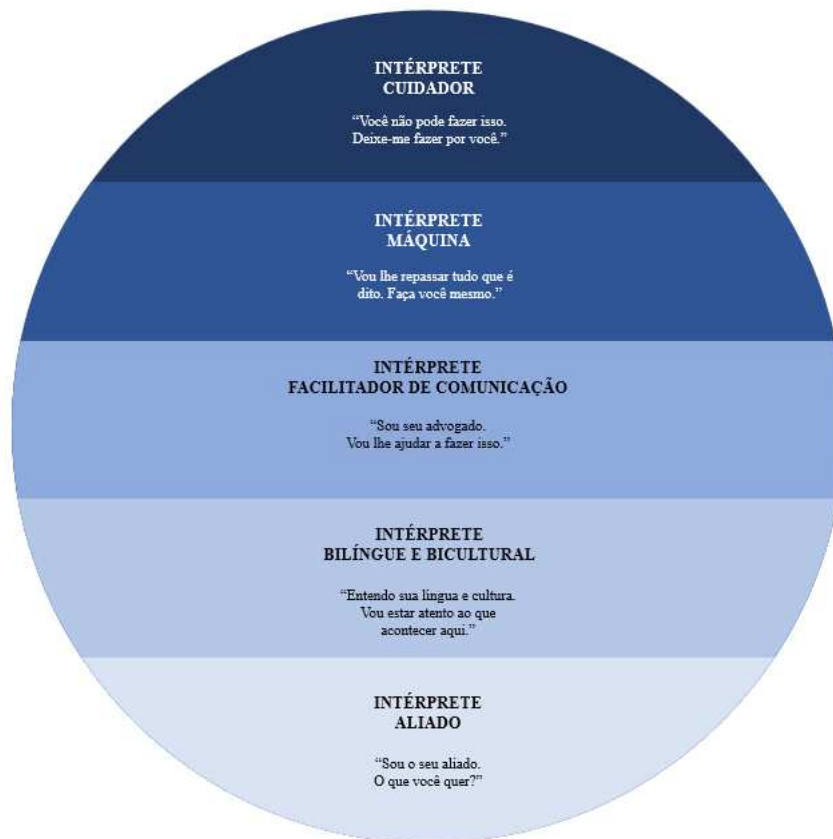 INTÉRPRETE
CUIDADOR
“Você não pode fazer isso.
Deixe-me fazer por você.”
INTÉRPRETE
MÁQUINA
“Vou lhe repassar tudo que é
dito. Faça você mesmo.”
INTÉRPRETE
FACILITADOR DE COMUNICAÇÃO
“Sou seu advogado.
Vou lhe ajudar a fazer isso.”
INTÉRPRETE
BILÍNGUE E BICULTURAL
“Entendo sua língua e cultura.
Vou estar atento ao que
acontecer aqui.”
INTÉRPRETE
ALIADO
“Sou o seu aliado.
O que você quer?”